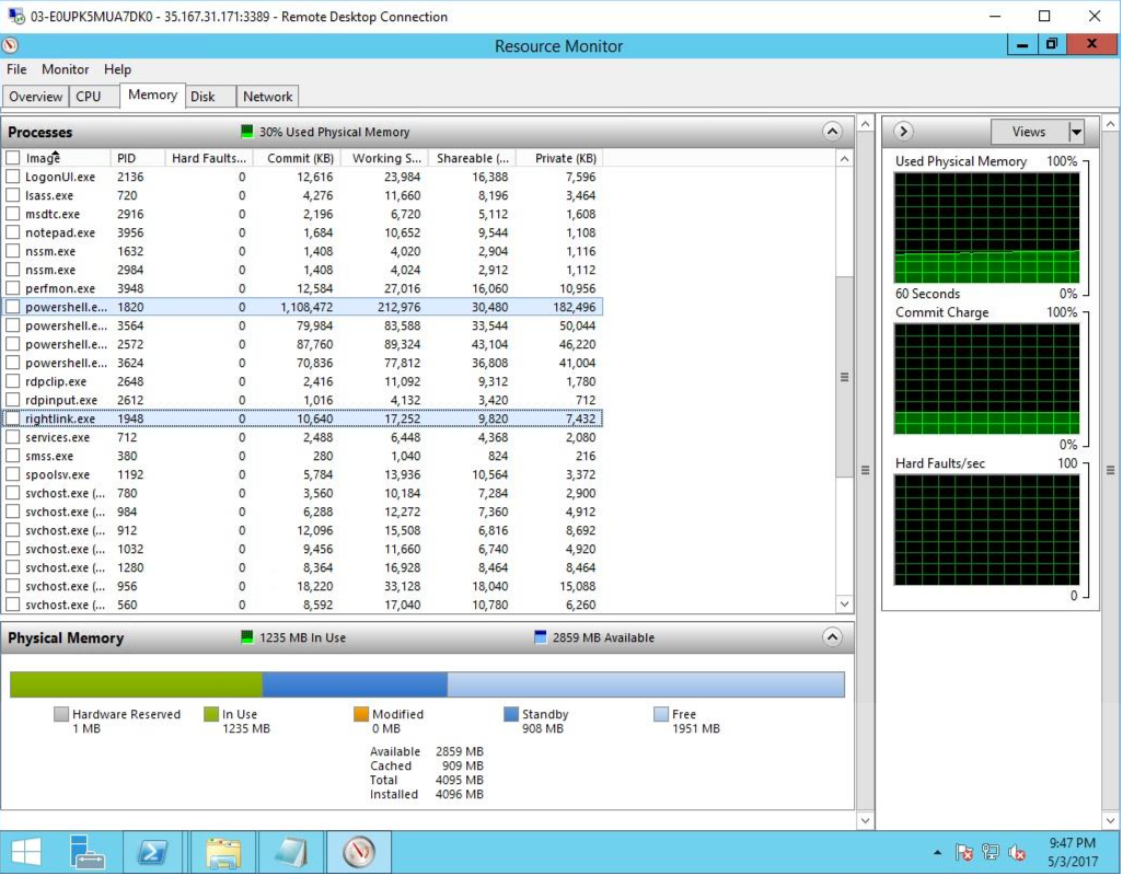 03-E0UPK5MUA7DK0 - 35.167.31.171:3389 - Remote Desktop Connection
Resource Monitor
File Monitor Help
Overview CPU Memory Disk Network
Processes 30% Used Physical Memory
Image PID Hard Faults... Commit (KB) Working S... Shareable (... Private (KB)
LogonUI.exe 2136 0 12,616 23,984 16,388 7,596
lsass.exe 720 0 4,276 11,660 8,196 3,464
msdtc.exe 2916 0 2,196 6,720 5,112 1,608
notepad.exe 3956 0 1,684 10,652 9,544 1,108
nssm.exe 1632 0 1,408 4,020 2,904 1,116
nssm.exe 2984 0 1,408 4,024 2,912 1,112
perfmon.exe 3948 0 12,584 27,016 16,060 10,956
powershell.e... 1820 0 1,108,472 212,976 30,480 182,496
powershell.e... 3564 0 79,984 83,588 33,544 50,044
powershell.e... 2572 0 87,760 89,324 43,104 46,220
powershell.e... 3624 0 70,836 77,812 36,808 41,004
rdpclip.exe 2648 0 2,416 11,092 9,312 1,780
rdpinput.exe 2612 0 1,016 4,132 3,420 712
rightlink.exe 1948 0 10,640 17,252 9,820 7,432
services.exe 712 0 2,488 6,448 4,368 2,080
smss.exe 380 0 280 1,040 824 216
spoolsv.exe 1192 0 5,784 13,936 10,564 3,372
svchost.exe (... 780 0 3,560 10,184 7,284 2,900
svchost.exe (... 984 0 6,288 12,272 7,360 4,912
svchost.exe (... 912 0 12,096 15,508 6,816 8,692
svchost.exe (... 1032 0 9,456 11,660 6,740 4,920
svchost.exe (... 1280 0 8,364 16,928 8,464 8,464
svchost.exe (... 956 0 18,220 33,128 18,040 15,088
svchost.exe (... 560 0 8,592 17,040 10,780 6,260
Physical Memory 1235 MB In Use 2859 MB Available
Hardware Reserved In Use Modified Standby Free
1 MB 1235 MB 0 MB 908 MB 1951 MB
Available 2859 MB
Cached 909 MB
Total 4095 MB
Installed 4096 MB
Views
Used Physical Memory 100%
60 Seconds 0%
Commit Charge 100%
0%
Hard Faults/sec 100
0
9:47 PM
5/3/2017